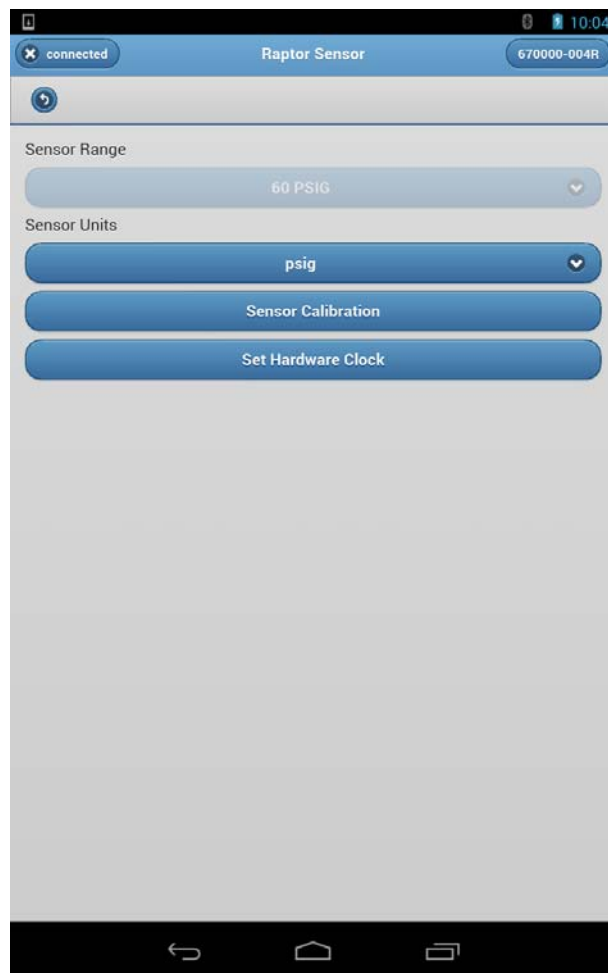 10:04
connected
Raptor Sensor
670000-004R
Sensor Range
60 PSIG
Sensor Units
psig
Sensor Calibration
Set Hardware Clock